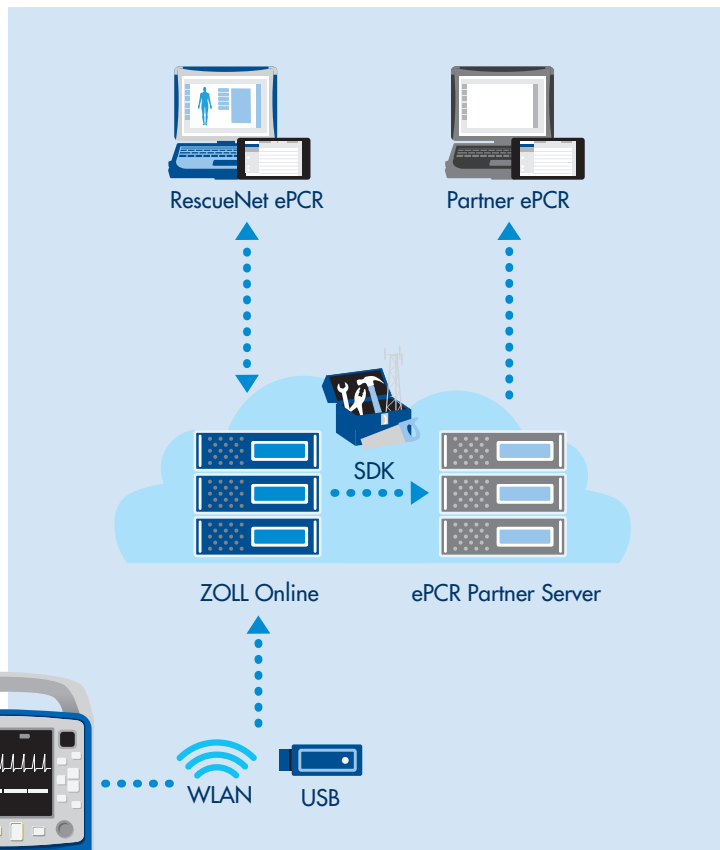 RescueNet ePCR
Partner ePCR
SDK
ZOLL Online
ePCR Partner Server
WLAN
USB